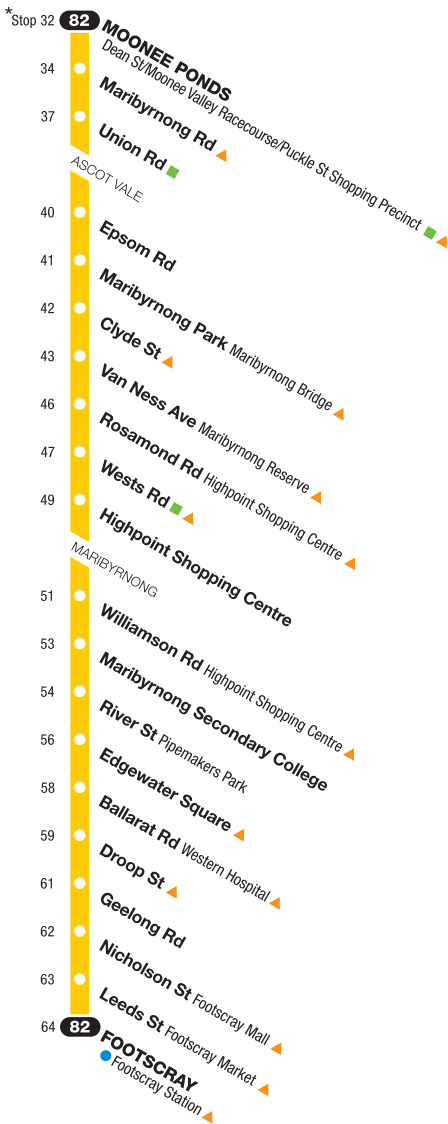 *Stop 32 82 MOONEE PONDS
Dean St/Moonee Valley Racecourse/Puckle St Shopping Precinct
34 Maribyrnong Rd
37 Union Rd
ASCOT VALE
40 Epsom Rd
41 Maribyrnong Park Maribyrnong Bridge
42 Clyde St
43 Van Ness Ave Maribyrnong Reserve
46 Rosamond Rd Highpoint Shopping Centre
47 Wests Rd
49 Highpoint Shopping Centre
MARIBYRNONG
51 Williamson Rd Highpoint Shopping Centre
53 Maribyrnong Secondary College
54 River St Pipemakers Park
56 Edgewater Square
58 Ballarat Rd Western Hospital
59 Droop St
61 Geelong Rd
62 Nicholson St Footscray Mall
63 Leeds St Footscray Market
64 82 FOOTSCRAY
Footscray Station